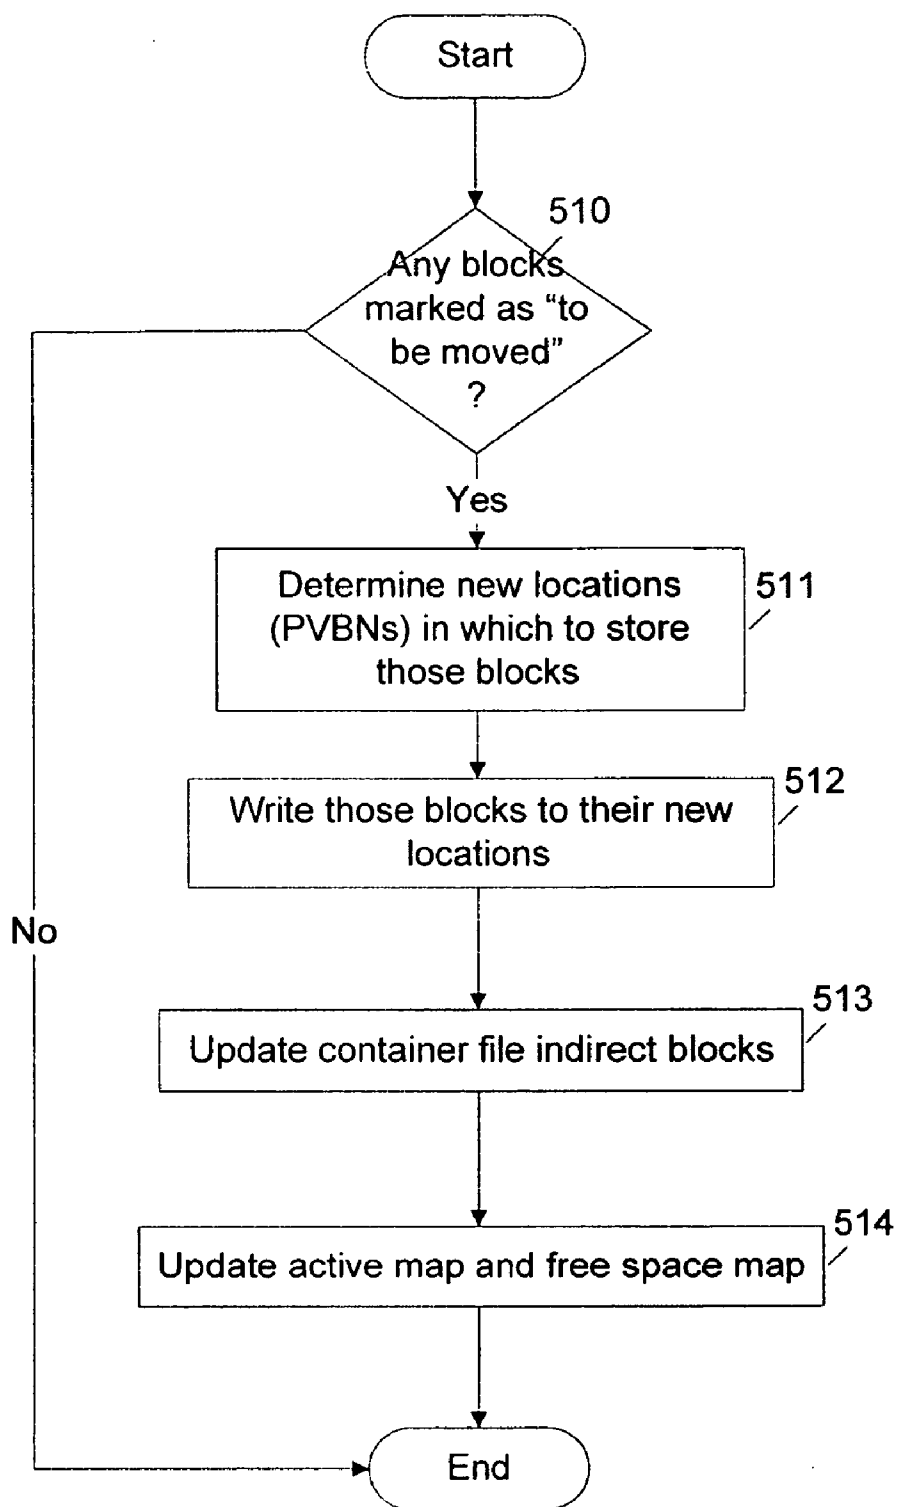 Start
510
Any blocks
marked as “to
be moved”
?
Yes
Determine new locations
(PVBNs) in which to store
those blocks
511
Write those blocks to their new
locations
512
No
Update container file indirect blocks
513
Update active map and free space map
514
End